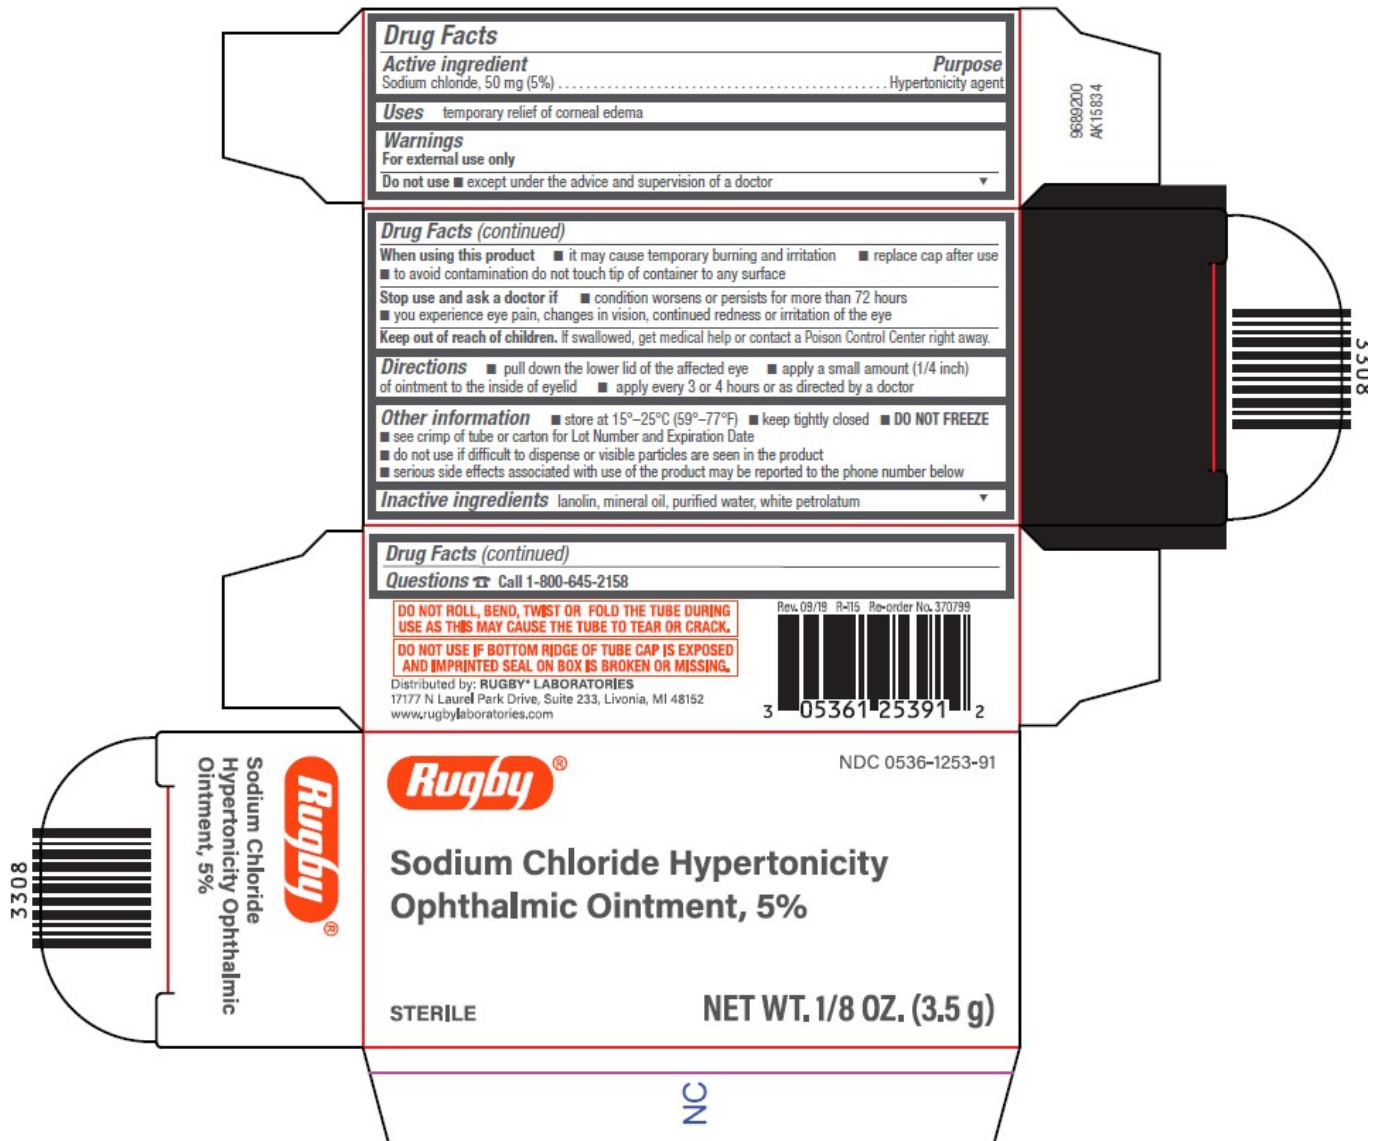 Drug Facts
Active ingredient Purpose
Sodium chloride, 50 mg (5%) ............................................... Hypertonicity agent
Uses temporary relief of corneal edema
Warnings
For external use only
Do not use ■ except under the advice and supervision of a doctor ▼
9689200
AK15834
Drug Facts (continued)
When using this product ■ it may cause temporary burning and irritation ■ replace cap after use
■ to avoid contamination do not touch tip of container to any surface
Stop use and ask a doctor if ■ condition worsens or persists for more than 72 hours
■ you experience eye pain, changes in vision, continued redness or irritation of the eye
Keep out of reach of children. If swallowed, get medical help or contact a Poison Control Center right away.
Directions ■ pull down the lower lid of the affected eye ■ apply a small amount (1/4 inch)
of ointment to the inside of eyelid ■ apply every 3 or 4 hours or as directed by a doctor
Other information ■ store at 15°–25°C (59°–77°F) ■ keep tightly closed ■ DO NOT FREEZE
■ see crimp of tube or carton for Lot Number and Expiration Date
■ do not use if difficult to dispense or visible particles are seen in the product
■ serious side effects associated with use of the product may be reported to the phone number below
Inactive ingredients lanolin, mineral oil, purified water, white petrolatum ▼
3308
Drug Facts (continued)
Questions ☎ Call 1-800-645-2158
DO NOT ROLL, BEND, TWIST OR FOLD THE TUBE DURING
USE AS THIS MAY CAUSE THE TUBE TO TEAR OR CRACK.
DO NOT USE IF BOTTOM RIDGE OF TUBE CAP IS EXPOSED
AND IMPRINTED SEAL ON BOX IS BROKEN OR MISSING.
Distributed by: RUGBY® LABORATORIES
17177 N Laurel Park Drive, Suite 233, Livonia, MI 48152
www.rugbylaboratories.com
Rev. 09/19 R-115 Re-order No. 370799
3 05361 25391 2
Rugby®
Sodium Chloride
Hypertonicity Ophthalmic
Ointment, 5%
3308
Rugby®
NDC 0536-1253-91
Sodium Chloride Hypertonicity
Ophthalmic Ointment, 5%
STERILE
NET WT. 1/8 OZ. (3.5 g)
NC